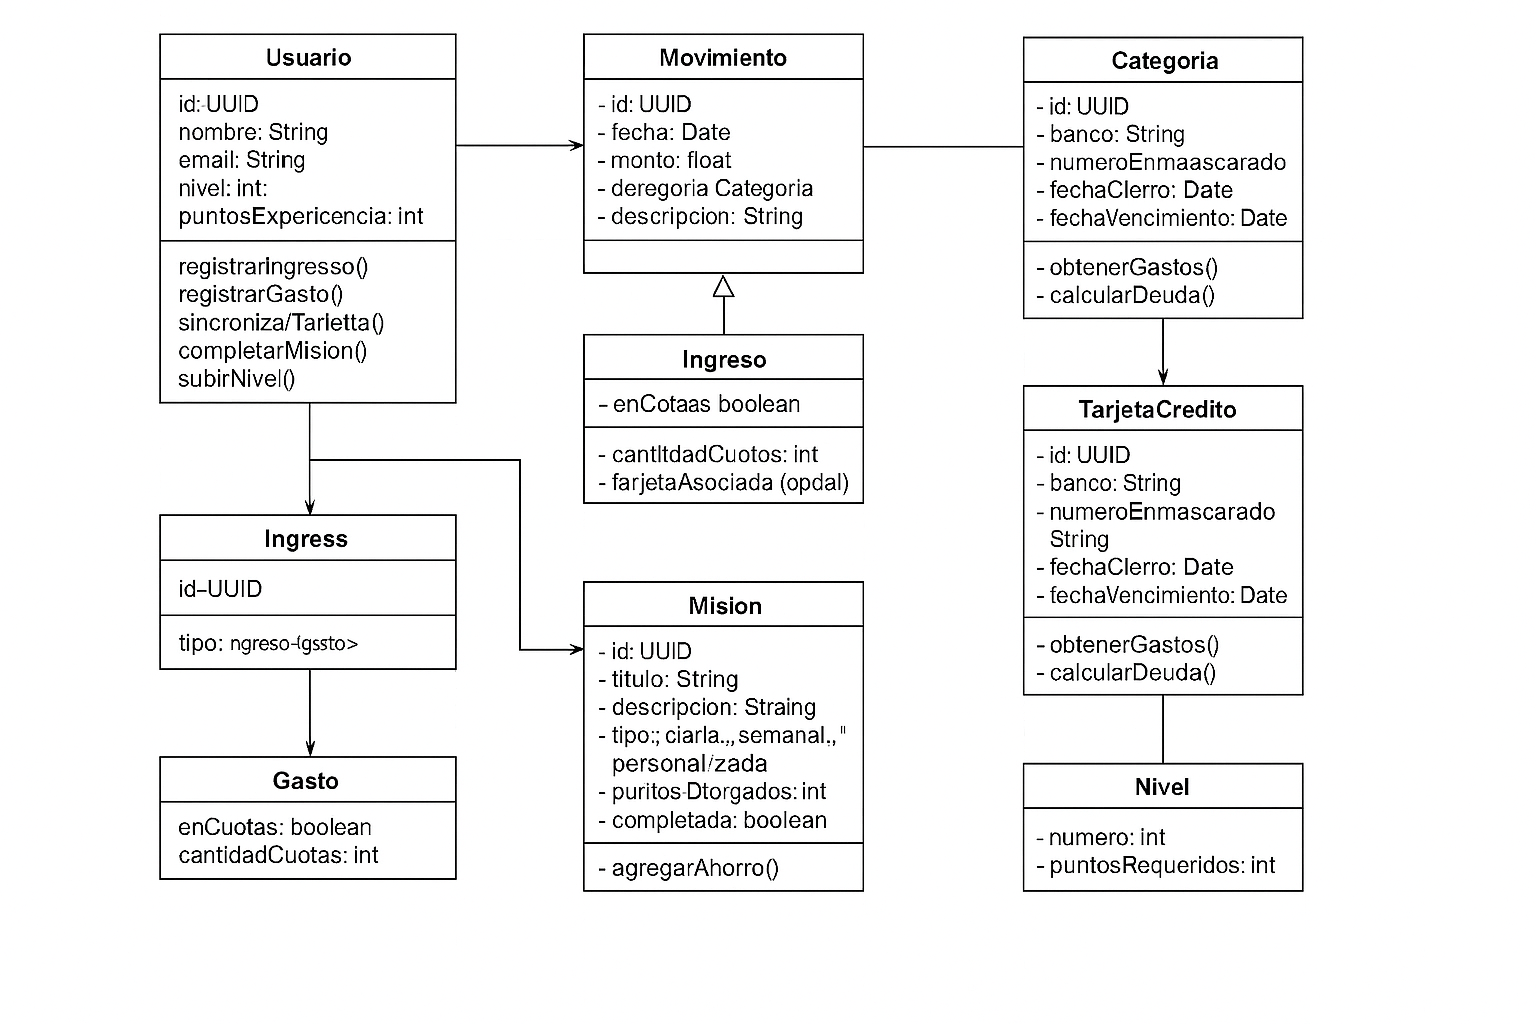 Usuario
id: UUID
nombre: String
email: String
nivel: int:
puntosExpericencia: int
registrarIngresso()
registrarGasto()
sincroniza/Tarletta()
completarMision()
subirNivel()
Movimiento
- id: UUID
- fecha: Date
- monto: float
- deregoria Categoria
- descripcion: String
Categoria
- id: UUID
- banco: String
- numeroEnmaascarado
- fechaClerro: Date
- fechaVencimiento: Date
- obtenerGastos()
- calcularDeuda()
Ingreso
- enCotaas boolean
- cantltdadCuotos: int
- farjetaAsociada (opdal)
TarjetaCredito
- id: UUID
- banco: String
- numeroEnmascarado
String
- fechaClerro: Date
- fechaVencimiento: Date
- obtenerGastos()
- calcularDeuda()
Ingress
id–UUID
tipo: ngreso-(gssto>
Mision
- id: UUID
- titulo: String
- descripcion: Straing
- tipo:; ciarla.,, semanal.,"
personal/zada
- puritos-Dtorgados: int
- completada: boolean
- agregarAhorro()
Gasto
enCuotas: boolean
cantidadCuotas: int
Nivel
- numero: int
- puntosRequeridos: int